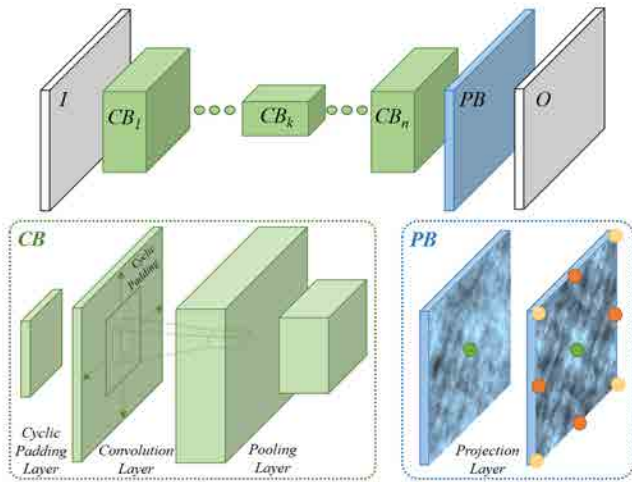 I
CB1
CBk
CBn
PB
O
CB
Cyclic
Padding
Cyclic
Padding
Layer
Convolution
Layer
Pooling
Layer
PB
Projection
Layer